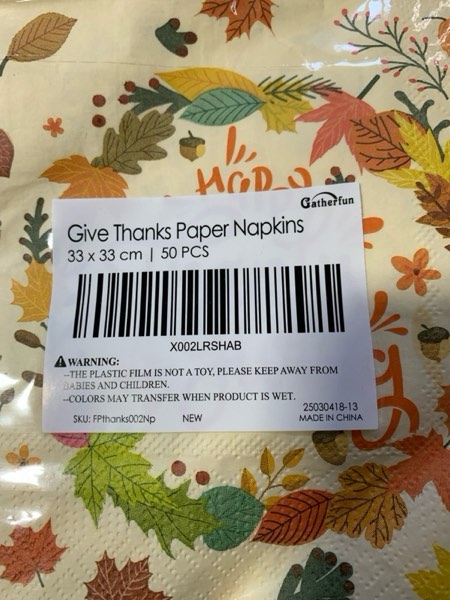 Happy
Gatherfun
Give Thanks Paper Napkins
33 x 33 cm | 50 PCS
X002LRSHAB
WARNING:
--THE PLASTIC FILM IS NOT A TOY, PLEASE KEEP AWAY FROM
BABIES AND CHILDREN.
--COLORS MAY TRANSFER WHEN PRODUCT IS WET.
25030418-13
SKU: FPthanks002Np NEW MADE IN CHINA